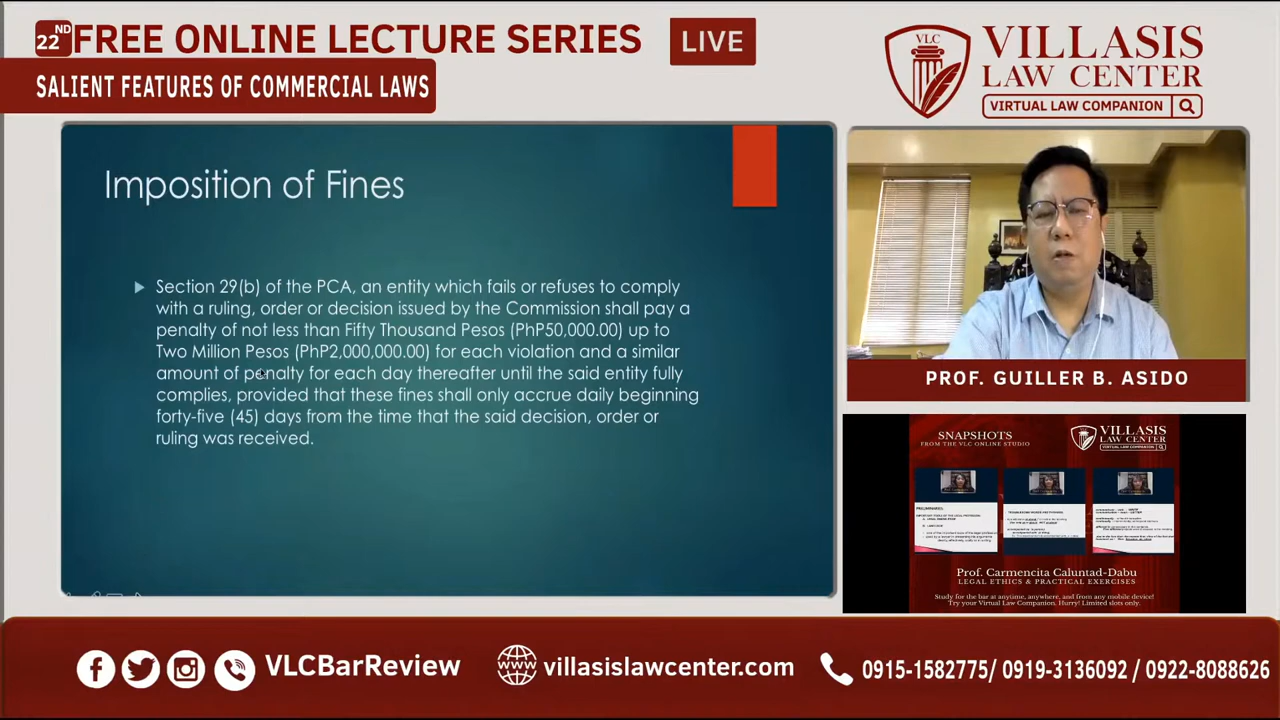 22ND FREE ONLINE LECTURE SERIES
LIVE
SALIENT FEATURES OF COMMERCIAL LAWS
VLC
VILLASIS
LAW CENTER
VIRTUAL LAW COMPANION
Imposition of Fines
Section 29(b) of the PCA, an entity which fails or refuses to comply
with a ruling, order or decision issued by the Commission shall pay a
penalty of not less than Fifty Thousand Pesos (PhP50,000.00) up to
Two Million Pesos (PhP2,000,000.00) for each violation and a similar
amount of penalty for each day thereafter until the said entity fully
complies, provided that these fines shall only accrue daily beginning
forty-five (45) days from the time that the said decision, order or
ruling was received.
PROF. GUILLER B. ASIDO
SNAPSHOTS
FROM THE VLC ONLINE STUDIO
VILLASIS
LAW CENTER
VIRTUAL LAW COMPANION
Prof. Carmencita Caluntad-Dabu
LEGAL ETHICS & PRACTICAL EXERCISES
Study for the bar at anytime, anywhere, and from any mobile device!
Try your Virtual Law Companion. Hurry! Limited slots only.
VLCBarReview
www
villasislawcenter.com
0915-1582775/ 0919-3136092 / 0922-8088626